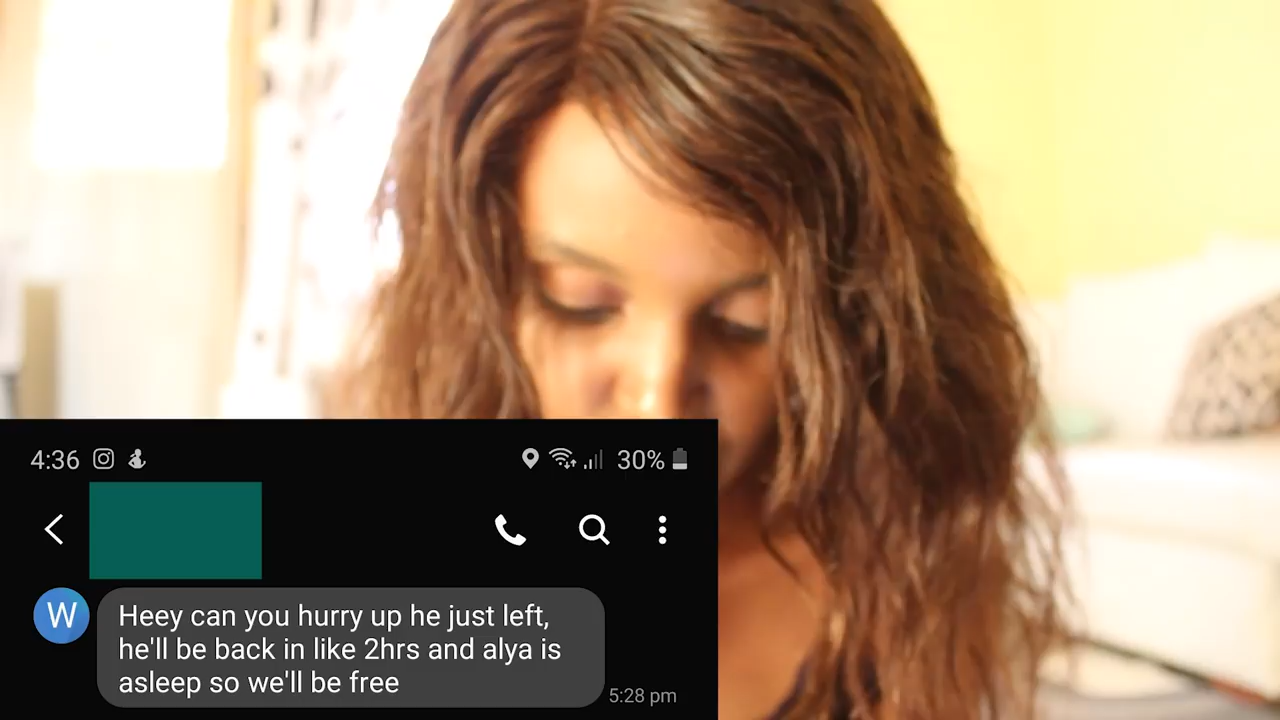 4:36 30%
W
Heey can you hurry up he just left,
he'll be back in like 2hrs and alya is
asleep so we'll be free
5:28 pm